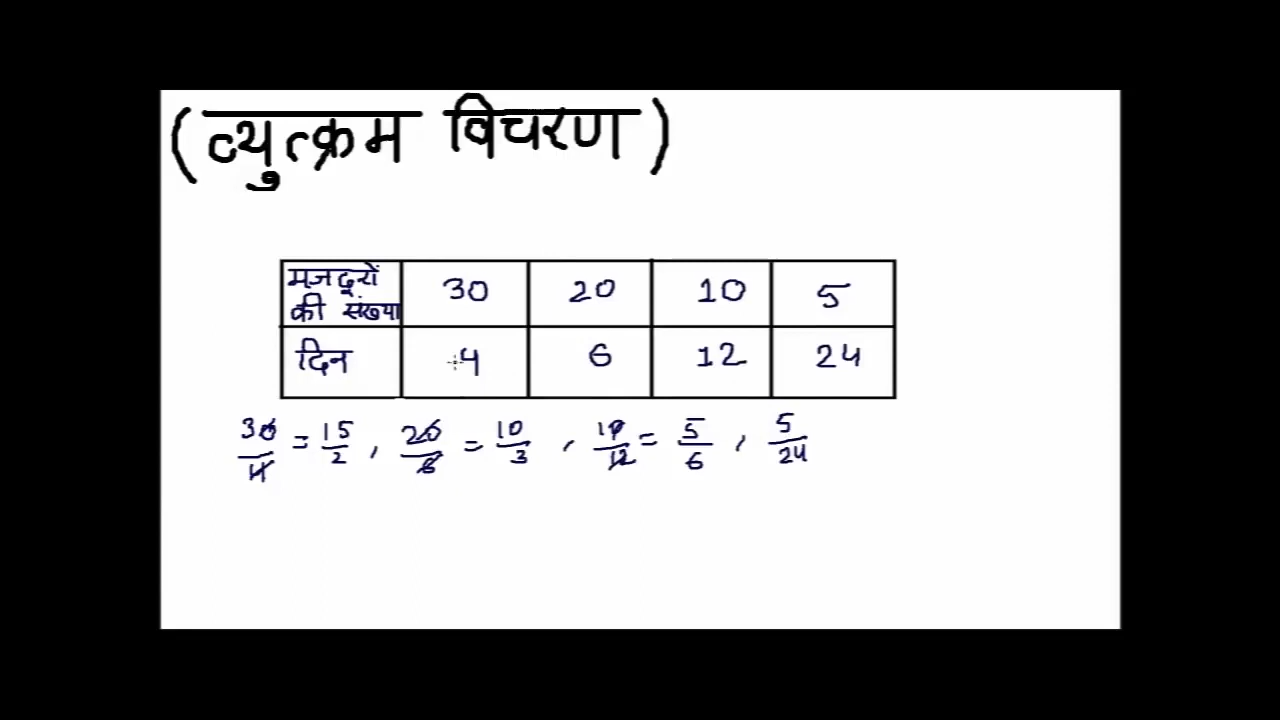 (व्युत्क्रम विचरण)
मजदूरों की संख्या 30 20 10 5
दिन 4 6 12 24
30/4 = 15/2 , 20/6 = 10/3 , 10/12 = 5/6 , 5/24